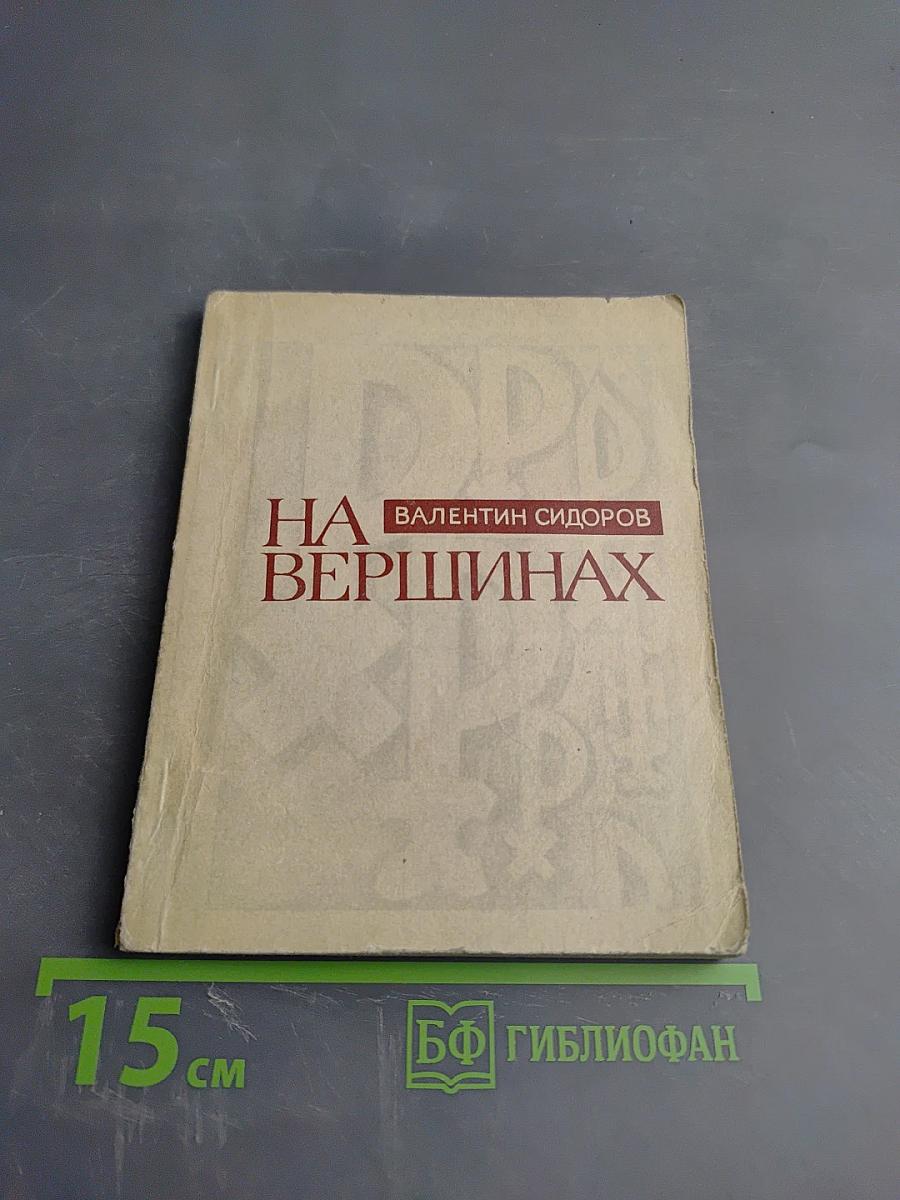 НА ВАЛЕНТИН СИДОРОВ
ВЕРШИНАХ
15 см
БФ ГИБЛИОФАН